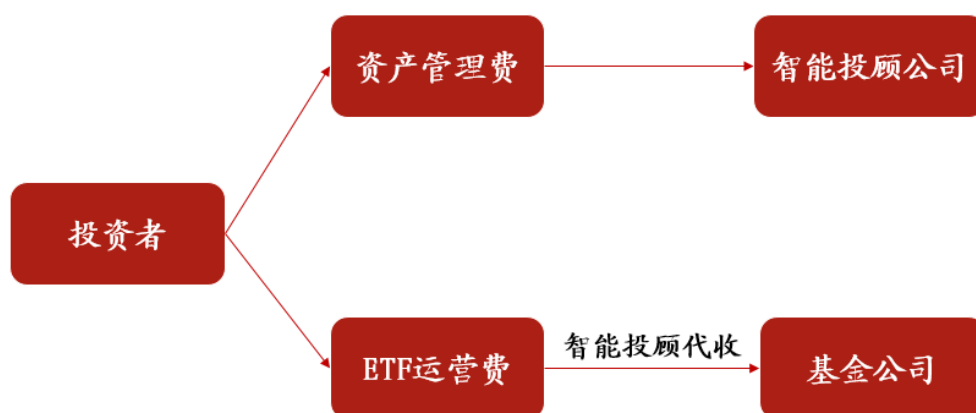 资产管理费
智能投顾公司
投资者
ETF运营费
智能投顾代收
基金公司